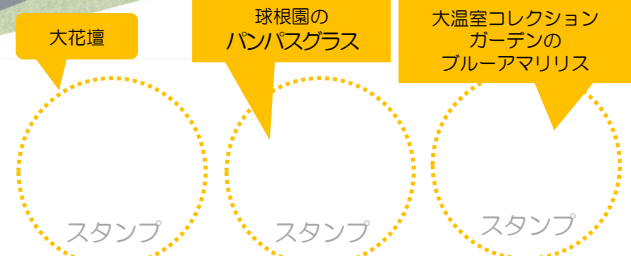 大花壇
球根園の
パンパスグラス
大温室コレクション
ガーデンの
ブルーアマリリス
スタンプ
スタンプ
スタンプ